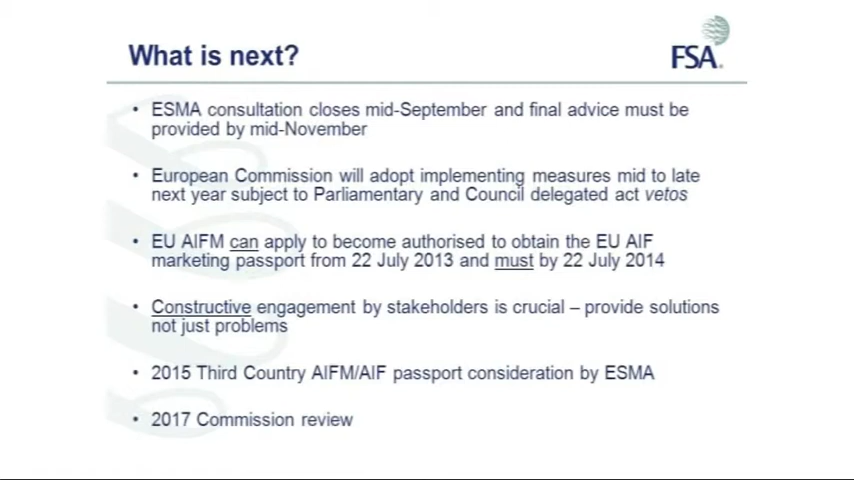 What is next?
FSA
• ESMA consultation closes mid-September and final advice must be
provided by mid-November
• European Commission will adopt implementing measures mid to late
next year subject to Parliamentary and Council delegated act vetos
• EU AIFM can apply to become authorised to obtain the EU AIF
marketing passport from 22 July 2013 and must by 22 July 2014
• Constructive engagement by stakeholders is crucial – provide solutions
not just problems
• 2015 Third Country AIFM/AIF passport consideration by ESMA
• 2017 Commission review